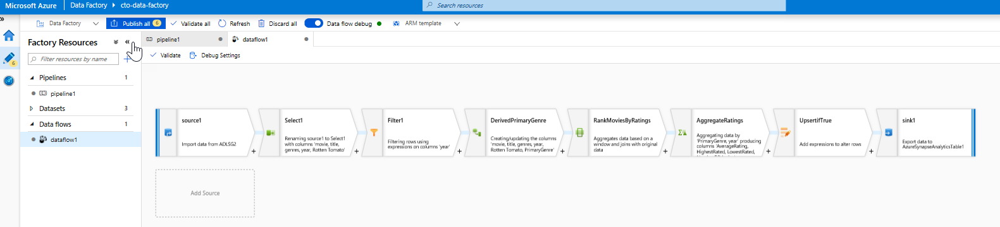 Microsoft Azure
Data Factory
cto-data-factory
Search resources
Data Factory
Publish all 6
Validate all
Refresh
Discard all
Data flow debug
ARM template
Factory Resources
Filter resources by name
6
Pipelines 1
pipeline1
Datasets 3
Data flows 1
dataflow1
pipeline1
dataflow1
Validate
Debug Settings
source1
Import data from ADLSG2
Select1
Renaming source1 to Select1
with columns 'movie, title,
genres, year, Rotten Tomato'
Filter1
Filtering rows using
expressions on columns 'year'
DerivedPrimaryGenre
Creating/updating the columns
'movie, title, genres, year,
Rotten Tomato, PrimaryGenre'
RankMoviesByRatings
Aggregates data based on a
window and joins with original
data
AggregateRatings
Aggregating data by
'PrimaryGenre, year' producing
columns 'AverageRating,
HighestRated, LowestRated,
UpsertifTrue
Add expressions to alter rows
sink1
Export data to
AzureSynapseAnalyticsTable1
Add Source